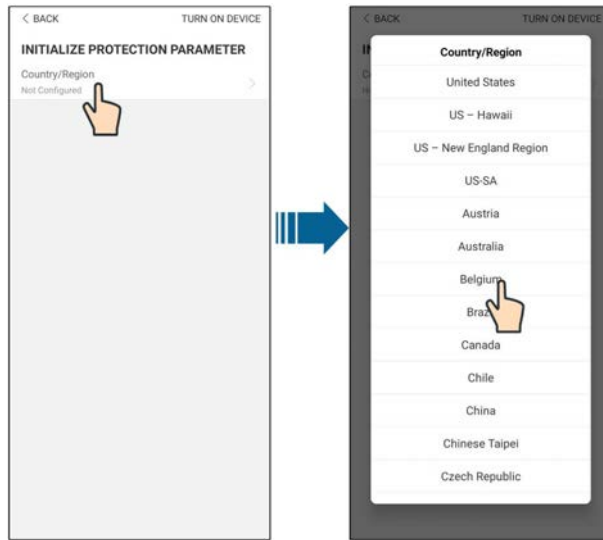 < BACK TURN ON DEVICE
INITIALIZE PROTECTION PARAMETER
Country/Region
Not Configured
< BACK TURN ON DEVICE
Country/Region
United States
US – Hawaii
US – New England Region
US-SA
Austria
Australia
Belgium
Canada
Chile
China
Chinese Taipei
Czech Republic